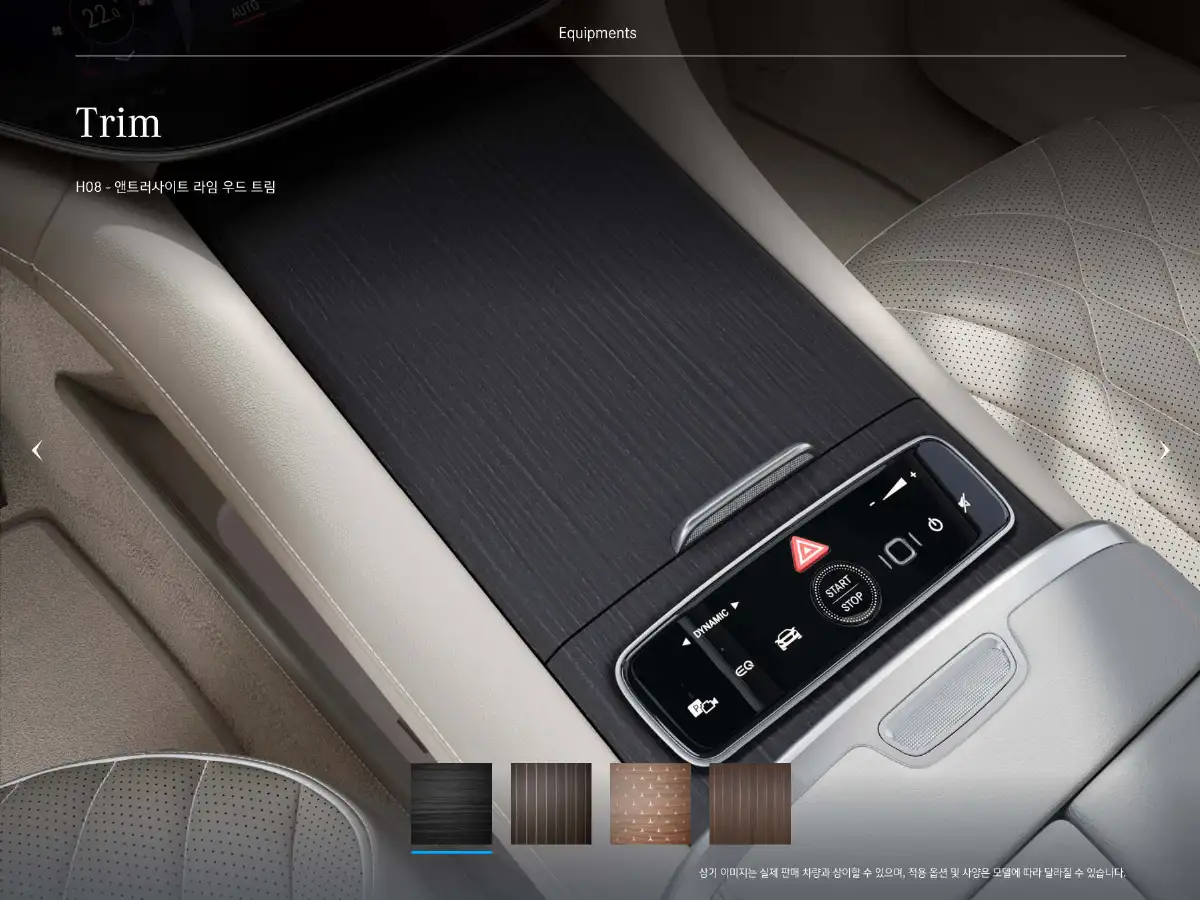 22.0
AUTO
Equipments
Trim
H08 - 앤트러사이트 라임 우드 트림
- +
START
STOP
◀ DYNAMIC ▶
EQ
P
상기 이미지는 실제 판매 차량과 상이할 수 있으며, 적용 옵션 및 사양은 모델에 따라 달라질 수 있습니다.